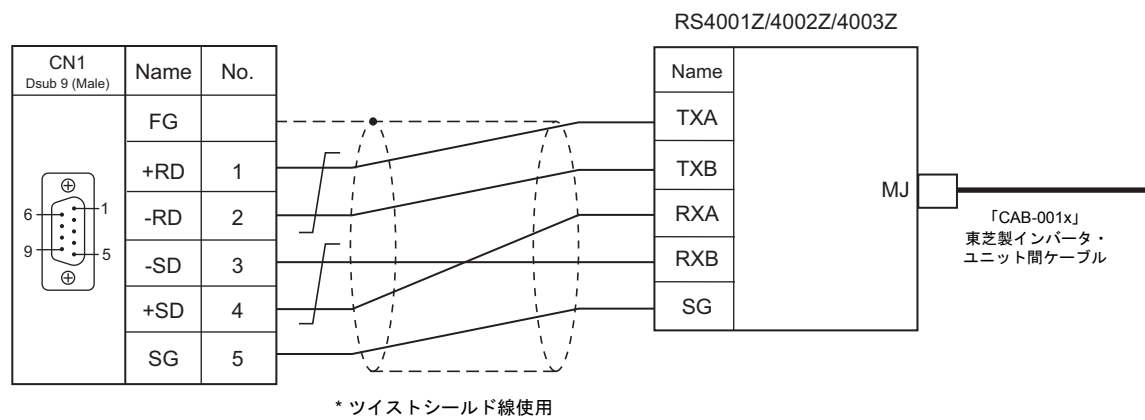 RS4001Z/4002Z/4003Z
CN1
Dsub 9 (Male)
Name No.
FG
+RD 1
-RD 2
-SD 3
+SD 4
SG 5
6
1
9
5
Name
TXA
TXB
RXA
RXB
SG
MJ
「CAB-001x」
東芝製インバータ・
ユニット間ケーブル
* ツイストシールド線使用